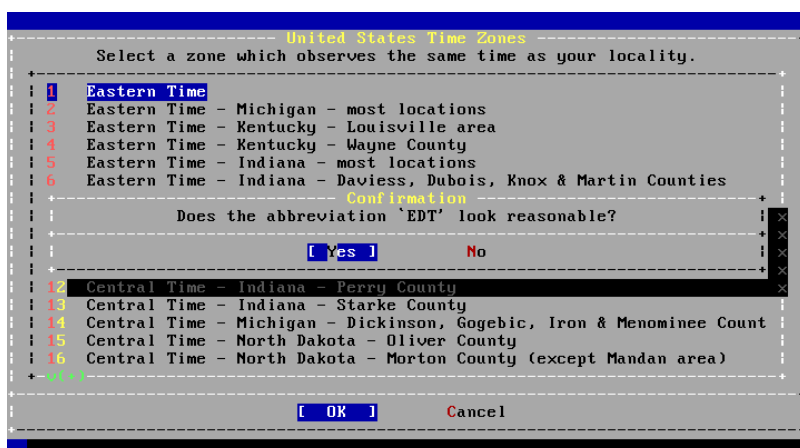 United States Time Zones
Select a zone which observes the same time as your locality.
1 Eastern Time
2 Eastern Time - Michigan - most locations
3 Eastern Time - Kentucky - Louisville area
4 Eastern Time - Kentucky - Wayne County
5 Eastern Time - Indiana - most locations
6 Eastern Time - Indiana - Daviess, Dubois, Knox & Martin Counties
Confirmation
Does the abbreviation `EDT' look reasonable?
[ Yes ] No
12 Central Time - Indiana - Perry County
13 Central Time - Indiana - Starke County
14 Central Time - Michigan - Dickinson, Gogebic, Iron & Menominee Count
15 Central Time - North Dakota - Oliver County
16 Central Time - North Dakota - Morton County (except Mandan area)
v(+)
[ OK ] Cancel